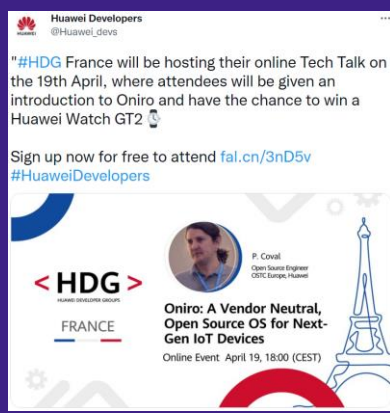 Huawei Developers
@Huawei_devs
...
"#HDG France will be hosting their online Tech Talk on
the 19th April, where attendees will be given an
introduction to Oniro and have the chance to win a
Huawei Watch GT2 ⌚
Sign up now for free to attend fal.cn/3nD5v
#HuaweiDevelopers
P. Coval
Open Source Engineer
OSTC Europe, Huawei
< HDG >
HUAWEI DEVELOPER GROUPS
FRANCE
Oniro: A Vendor Neutral,
Open Source OS for Next-
Gen IoT Devices
Online Event April 19, 18:00 (CEST)